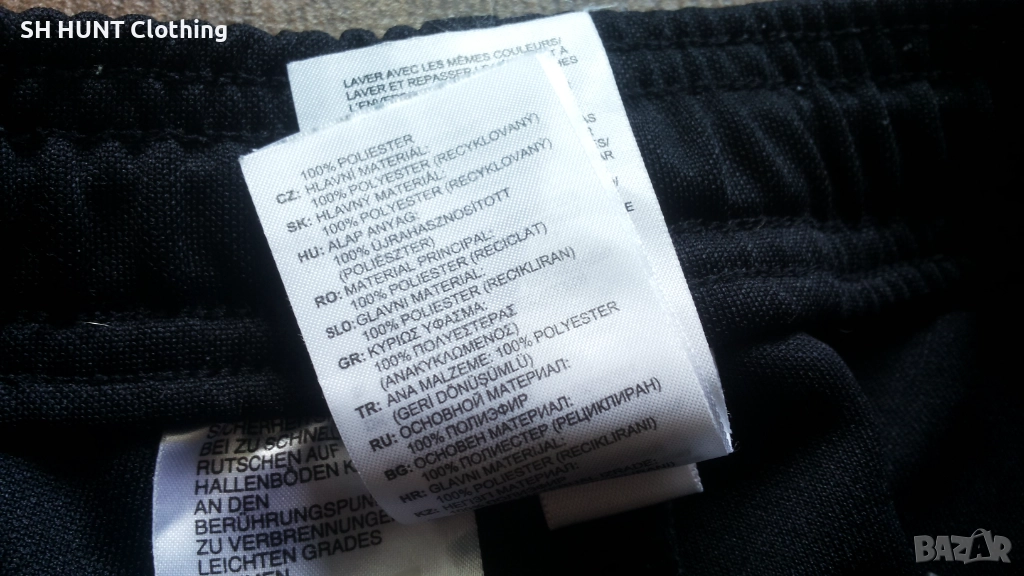 SH HUNT Clothing
LAVER AVEC LES MÊMES COULEURS/
LAVER ET REPASSER
100% POLIESTER
CZ: HLAVNÍ MATERIÁL:
100% POLYESTER (RECYKLOVANÝ)
SK: HLAVNÝ MATERIÁL:
100% POLYESTER (RECYKLOVANÝ)
HU: ALAP ANYAG:
100% ÚJRAHASZNOSÍTOTT
(POLIÉSZTER)
RO: MATERIAL PRINCIPAL:
100% POLIESTER (RECICLAT)
SLO: GLAVNI MATERIAL:
100% POLIESTER (RECIKLIRAN)
GR: ΚΥΡΙΩΣ ΥΦΑΣΜΑ:
100% ΠΟΛΥΕΣΤΕΡΑΣ
(ΑΝΑΚΥΚΛΩΜΕΝΟΣ)
TR: ANA MALZEME: 100% POLYESTER
(GERİ DÖNÜŞÜMLÜ)
RU: ОСНОВНОЙ МАТЕРИАЛ:
100% ПОЛИЭФИР
BG: ОСНОВЕН МАТЕРИАЛ:
100% ПОЛИЕСТЕР (РЕЦИКЛИРАН)
HR: GLAVNI MATERIJAL:
100% POLIESTER (RECIKLIRANI)
BEI ZU SCHNEL
RUTSCHEN AUF
HALLENBÖDEN K
AN DEN
BERÜHRUNGSPUN
ZU VERBRENNUNG
LEICHTEN GRADES
BAZAR